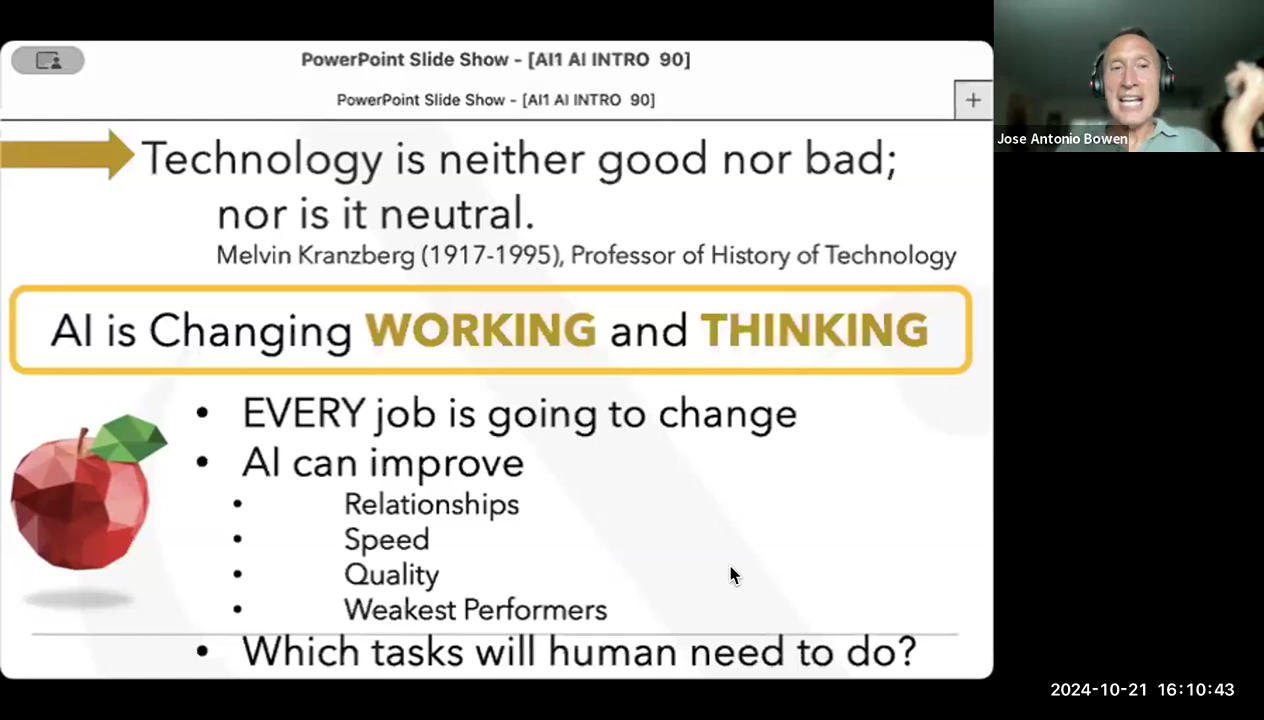 PowerPoint Slide Show - [AI1 AI INTRO 90]
PowerPoint Slide Show - [AI1 AI INTRO 90]
+
Technology is neither good nor bad;
nor is it neutral.
Melvin Kranzberg (1917-1995), Professor of History of Technology
AI is Changing WORKING and THINKING
• EVERY job is going to change
• AI can improve
• Relationships
• Speed
• Quality
• Weakest Performers
• Which tasks will human need to do?
Jose Antonio Bowen
2024-10-21 16:10:43